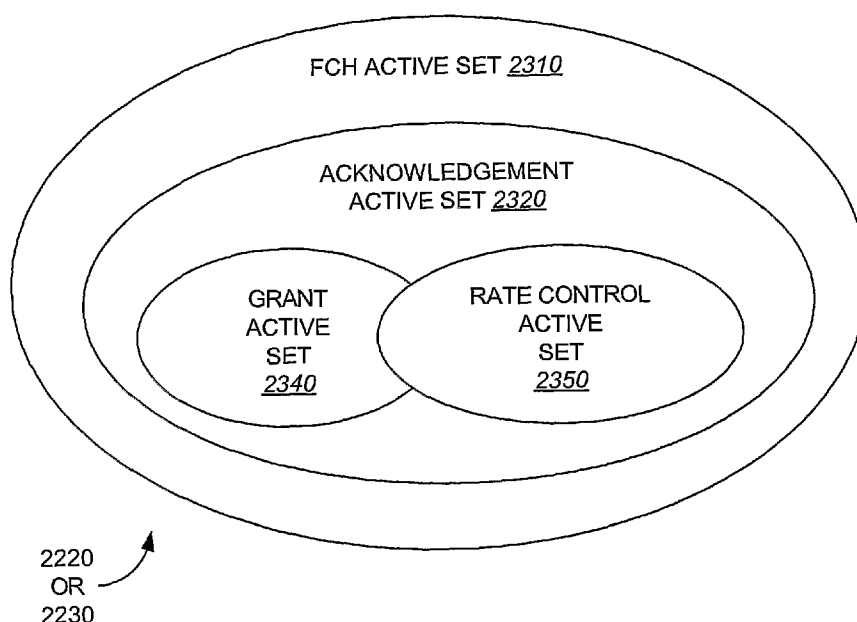 FCH ACTIVE SET 2310
ACKNOWLEDGEMENT
ACTIVE SET 2320
GRANT
ACTIVE
SET
2340
RATE CONTROL
ACTIVE
SET
2350
2220
OR
2230